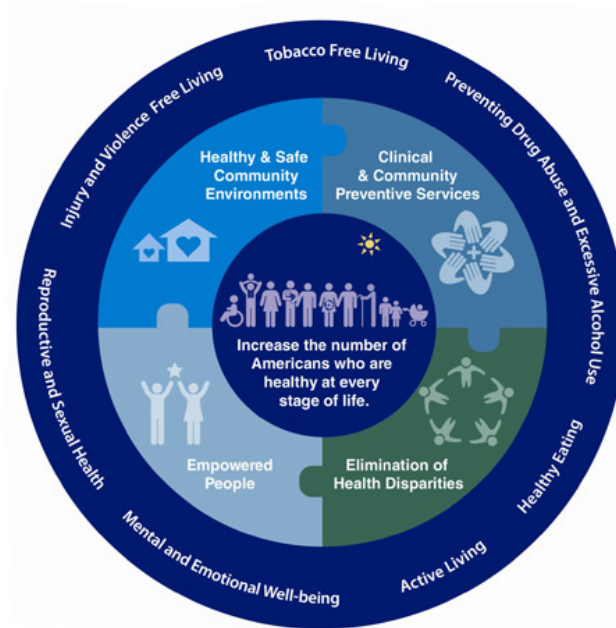 Tobacco Free Living
Preventing Drug Abuse and Excessive Alcohol Use
Healthy Eating
Active Living
Mental and Emotional Well-being
Reproductive and Sexual Health
Injury and Violence Free Living
Healthy & Safe
Community
Environments
Clinical
& Community
Preventive Services
Increase the number of
Americans who are
healthy at every
stage of life.
Empowered
People
Elimination of
Health Disparities